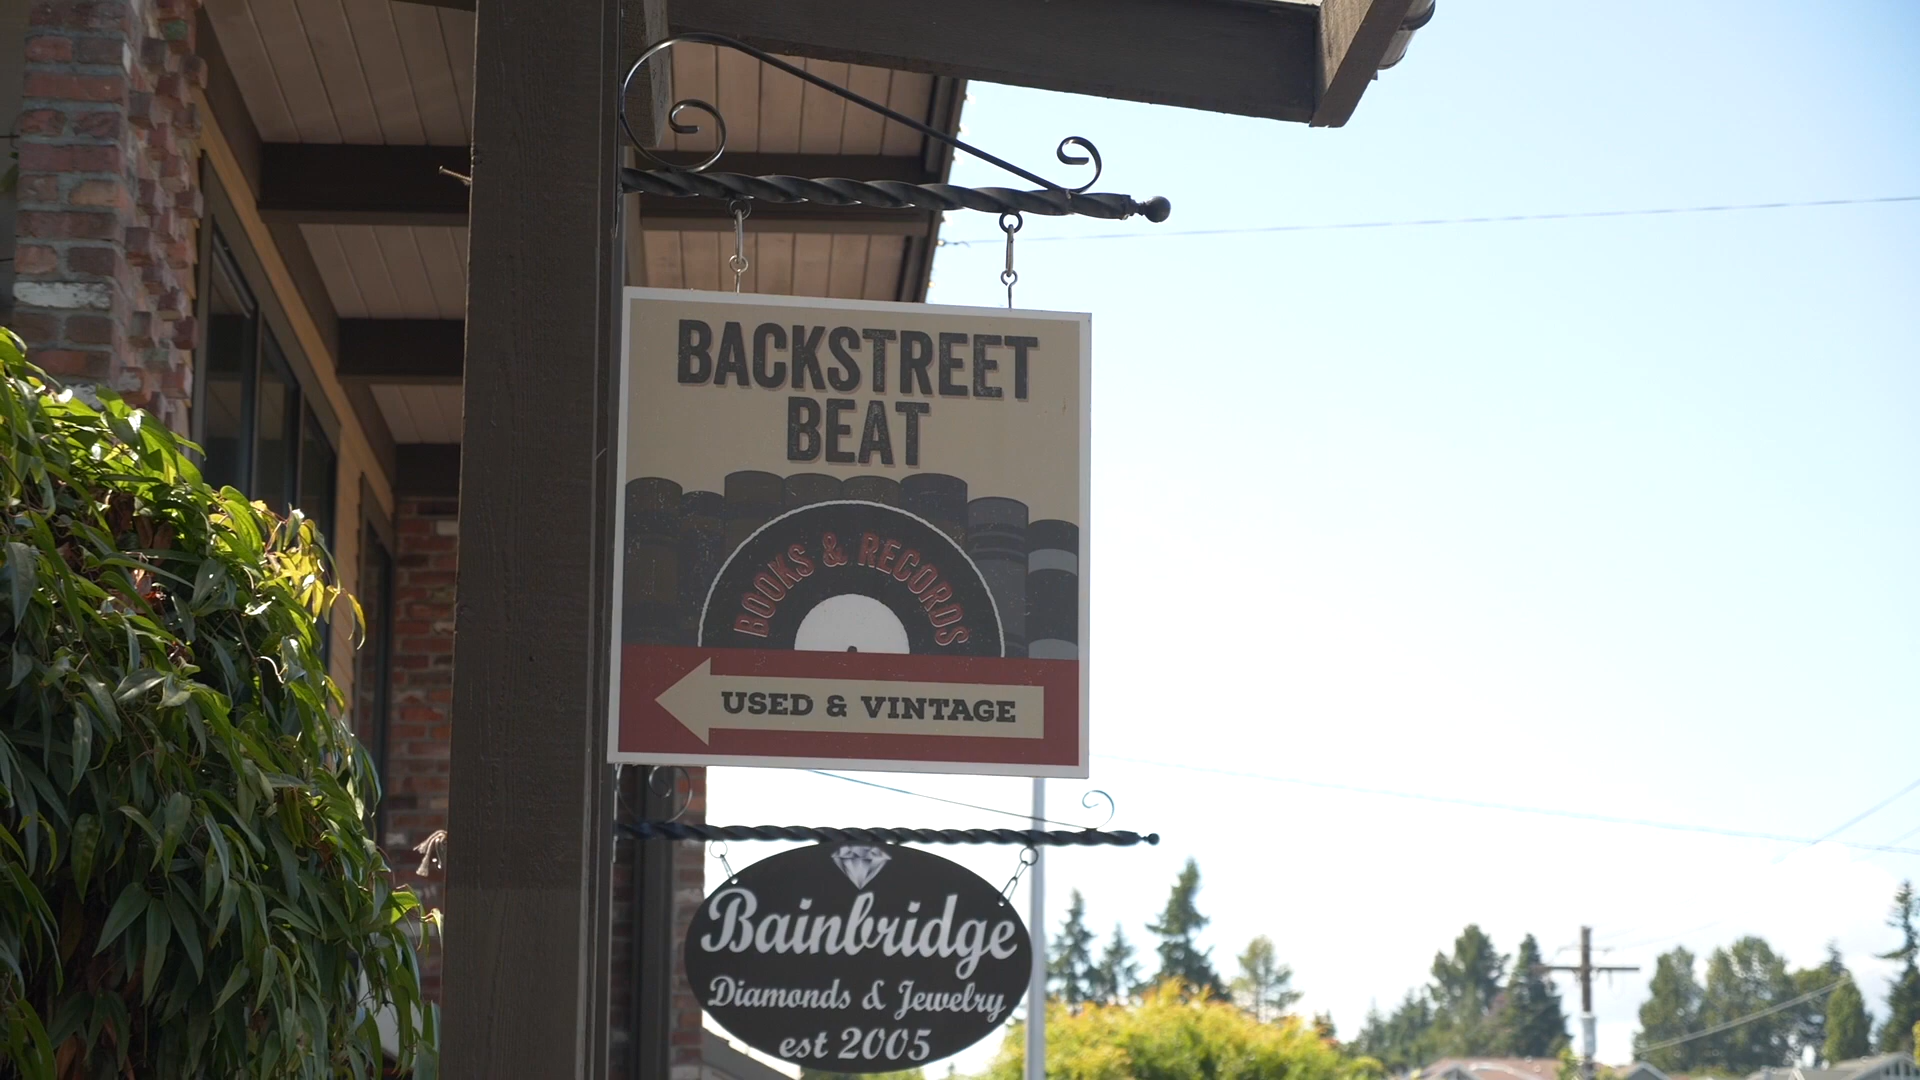 BACKSTREET
BEAT
BOOKS & RECORDS
USED & VINTAGE
Bainbridge
Diamonds & Jewelry
est 2005